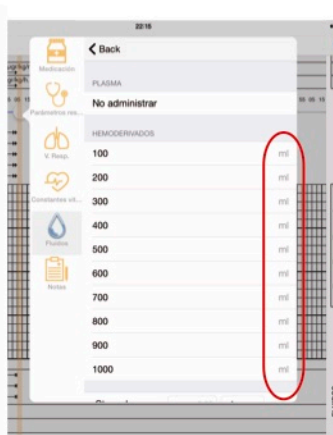 22:15
Back
Medicación
PLASMA
No administrar
Parámetros res...
HEMODERIVADOS
100 ml
V. Resp.
200 ml
300 ml
Constantes vit...
400 ml
500 ml
Fluidos
600 ml
Notas
700 ml
800 ml
900 ml
1000 ml